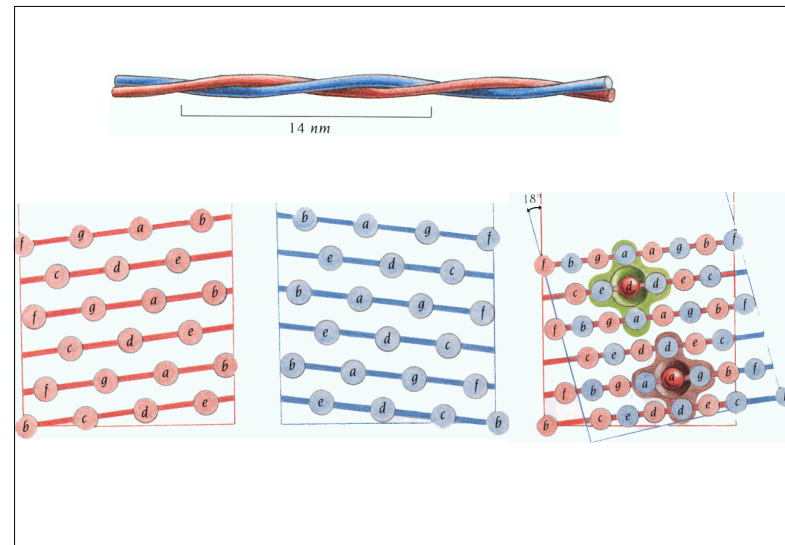 14 nm
f g a b
c d e
f g a b
c d e
f g a b
b c d e
b a g f
e d c
b a g f
e d c
b a g f
e d c b
18°
f b g a a g b f
c e d d e c
f b g a a g b f
c e d d e c
f b g a a g b f
b c e d d e c